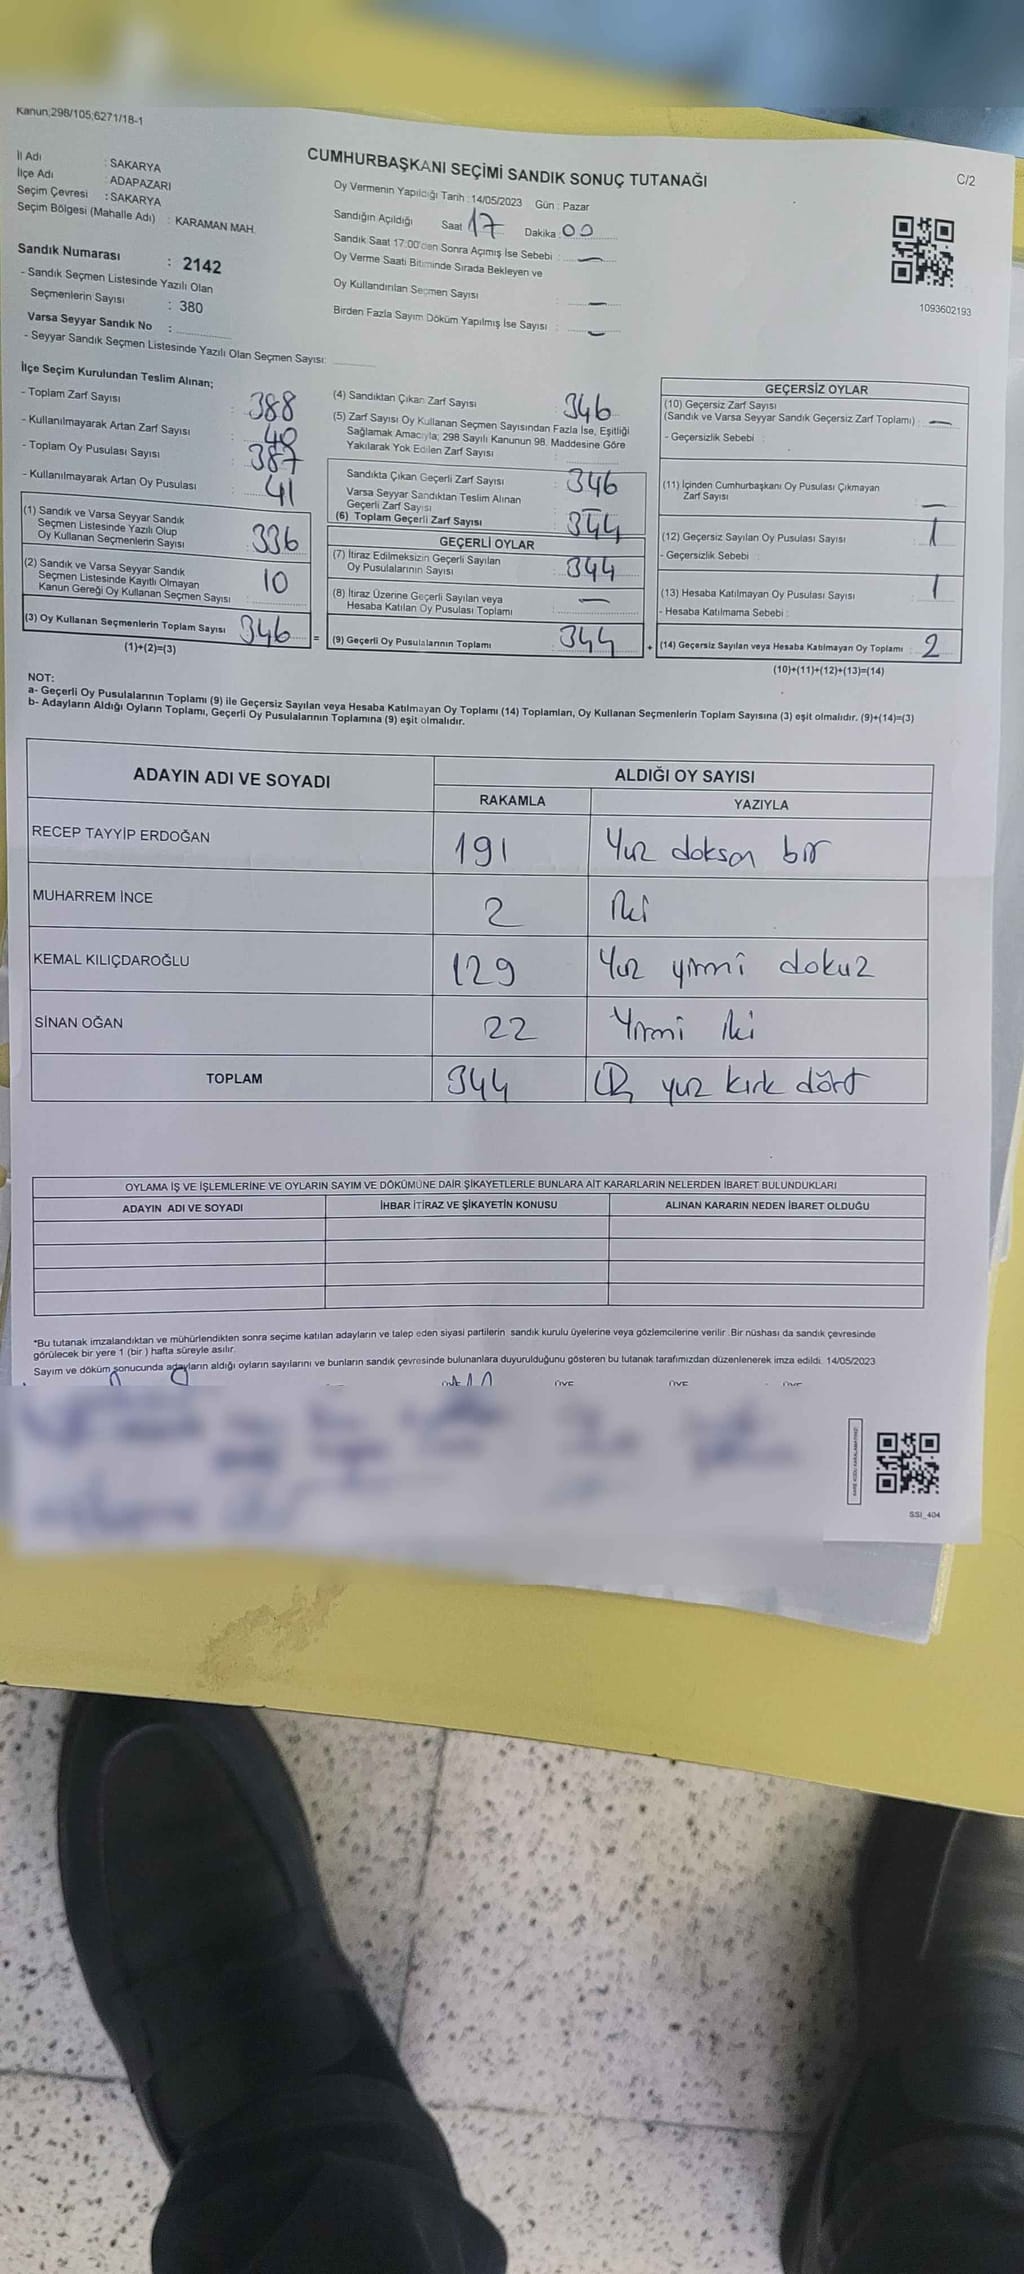 Kanun;298/105;6271/18-1
İl Adı : SAKARYA
İlçe Adı : ADAPAZARI
Seçim Çevresi : SAKARYA
Seçim Bölgesi (Mahalle Adı) : KARAMAN MAH.
CUMHURBAŞKANI SEÇİMİ SANDIK SONUÇ TUTANAĞI
C/2
Oy Vermenin Yapıldığı Tarih : 14/05/2023 Gün : Pazar
Sandığın Açıldığı Saat 17 Dakika : 00
Sandık Saat 17:00'den Sonra Açımış İse Sebebi : —
Oy Verme Saati Bitiminde Sırada Bekleyen ve
Oy Kullandırılan Seçmen Sayısı : —
Birden Fazla Sayım Döküm Yapılmış İse Sayısı : —
1093602193
Sandık Numarası : 2142
- Sandık Seçmen Listesinde Yazılı Olan
Seçmenlerin Sayısı : 380
Varsa Seyyar Sandık No :
- Seyyar Sandık Seçmen Listesinde Yazılı Olan Seçmen Sayısı:
İlçe Seçim Kurulundan Teslim Alınan;
- Toplam Zarf Sayısı : 388
- Kullanılmayarak Artan Zarf Sayısı : 40
- Toplam Oy Pusulası Sayısı : 387
- Kullanılmayarak Artan Oy Pusulası : 41
(1) Sandık ve Varsa Seyyar Sandık
Seçmen Listesinde Yazılı Olup
Oy Kullanan Seçmenlerin Sayısı : 336
(2) Sandık ve Varsa Seyyar Sandık
Seçmen Listesinde Kayıtlı Olmayan
Kanun Gereği Oy Kullanan Seçmen Sayısı : 10
(3) Oy Kullanan Seçmenlerin Toplam Sayısı : 346 =
(1)+(2)=(3)
(4) Sandıktan Çıkan Zarf Sayısı : 346
(5) Zarf Sayısı Oy Kullanan Seçmen Sayısından Fazla İse, Eşitliği
Sağlamak Amacıyla; 298 Sayılı Kanunun 98. Maddesine Göre
Yakılarak Yok Edilen Zarf Sayısı :
Sandıkta Çıkan Geçerli Zarf Sayısı : 346
Varsa Seyyar Sandıktan Teslim Alınan
Geçerli Zarf Sayısı : —
(6) Toplam Geçerli Zarf Sayısı : 344
GEÇERLİ OYLAR
(7) İtiraz Edilmeksizin Geçerli Sayılan
Oy Pusulalarının Sayısı : 344
(8) İtiraz Üzerine Geçerli Sayılan veya
Hesaba Katılan Oy Pusulası Toplamı : —
(9) Geçerli Oy Pusulalarının Toplamı : 344 +
GEÇERSİZ OYLAR
(10) Geçersiz Zarf Sayısı
(Sandık ve Varsa Seyyar Sandık Geçersiz Zarf Toplamı) : —
- Geçersizlik Sebebi :
(11) İçinden Cumhurbaşkanı Oy Pusulası Çıkmayan
Zarf Sayısı : —
(12) Geçersiz Sayılan Oy Pusulası Sayısı : 1
- Geçersizlik Sebebi :
(13) Hesaba Katılmayan Oy Pusulası Sayısı : 1
- Hesaba Katılmama Sebebi :
(14) Geçersiz Sayılan veya Hesaba Katılmayan Oy Toplamı : 2
(10)+(11)+(12)+(13)=(14)
NOT:
a- Geçerli Oy Pusulalarının Toplamı (9) ile Geçersiz Sayılan veya Hesaba Katılmayan Oy Toplamı (14) Toplamları, Oy Kullanan Seçmenlerin Toplam Sayısına (3) eşit olmalıdır. (9)+(14)=(3)
b- Adayların Aldığı Oyların Toplamı, Geçerli Oy Pusulalarının Toplamına (9) eşit olmalıdır.
ADAYIN ADI VE SOYADI ALDIĞI OY SAYISI
RAKAMLA YAZIYLA
RECEP TAYYİP ERDOĞAN 191 Yuz doksan bir
MUHARREM İNCE 2 iki
KEMAL KILIÇDAROĞLU 129 Yuz yirmi dokuz
SİNAN OĞAN 22 Yirmi iki
TOPLAM 344 Üç yuz kırk dört
OYLAMA İŞ VE İŞLEMLERİNE VE OYLARIN SAYIM VE DÖKÜMÜNE DAİR ŞİKAYETLERLE BUNLARA AİT KARARLARIN NELERDEN İBARET BULUNDUKLARI
ADAYIN ADI VE SOYADI İHBAR İTİRAZ VE ŞİKAYETİN KONUSU ALINAN KARARIN NEDEN İBARET OLDUĞU
*Bu tutanak imzalandıktan ve mühürlendikten sonra seçime katılan adayların ve talep eden siyasi partilerin sandık kurulu üyelerine veya gözlemcilerine verilir. Bir nüshası da sandık çevresinde
görülecek bir yere 1 (bir ) hafta süreyle asılır.
Sayım ve döküm sonucunda adayların aldığı oyların sayılarını ve bunların sandık çevresinde bulunanlara duyurulduğunu gösteren bu tutanak tarafımızdan düzenlenerek imza edildi. 14/05/2023
SSI_404